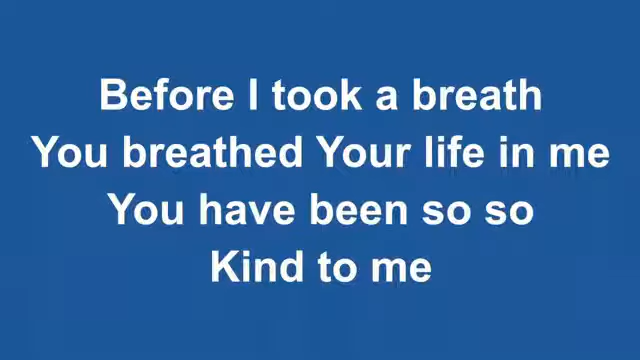 Before I took a breath
You breathed Your life in me
You have been so so
Kind to me